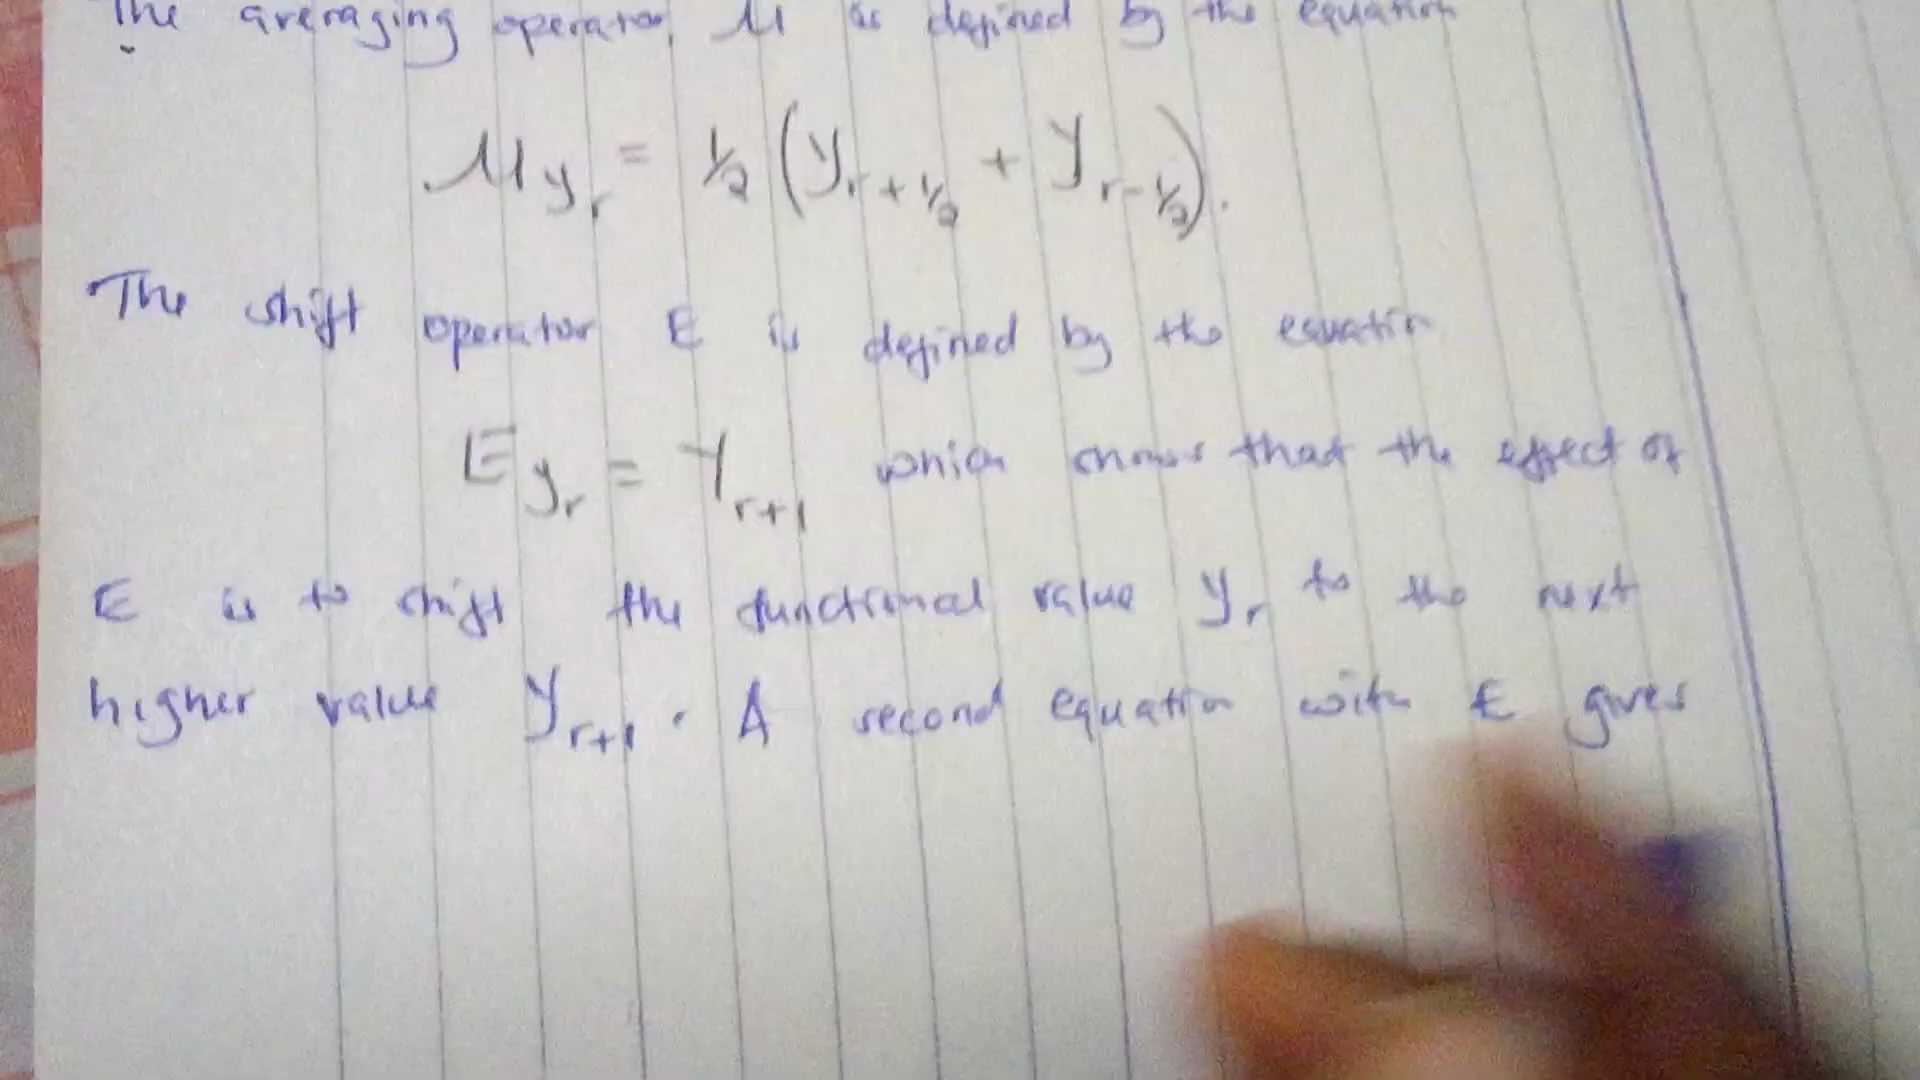 The averaging operator, μ is defined by the equation
μy_r = ½ (y_{r+½} + y_{r-½}).
The shift operator E is defined by the equation
E y_r = y_{r+1} which shows that the effect of
E is to shift the functional value y_r to the next
higher value y_{r+1}. A second equation with E gives